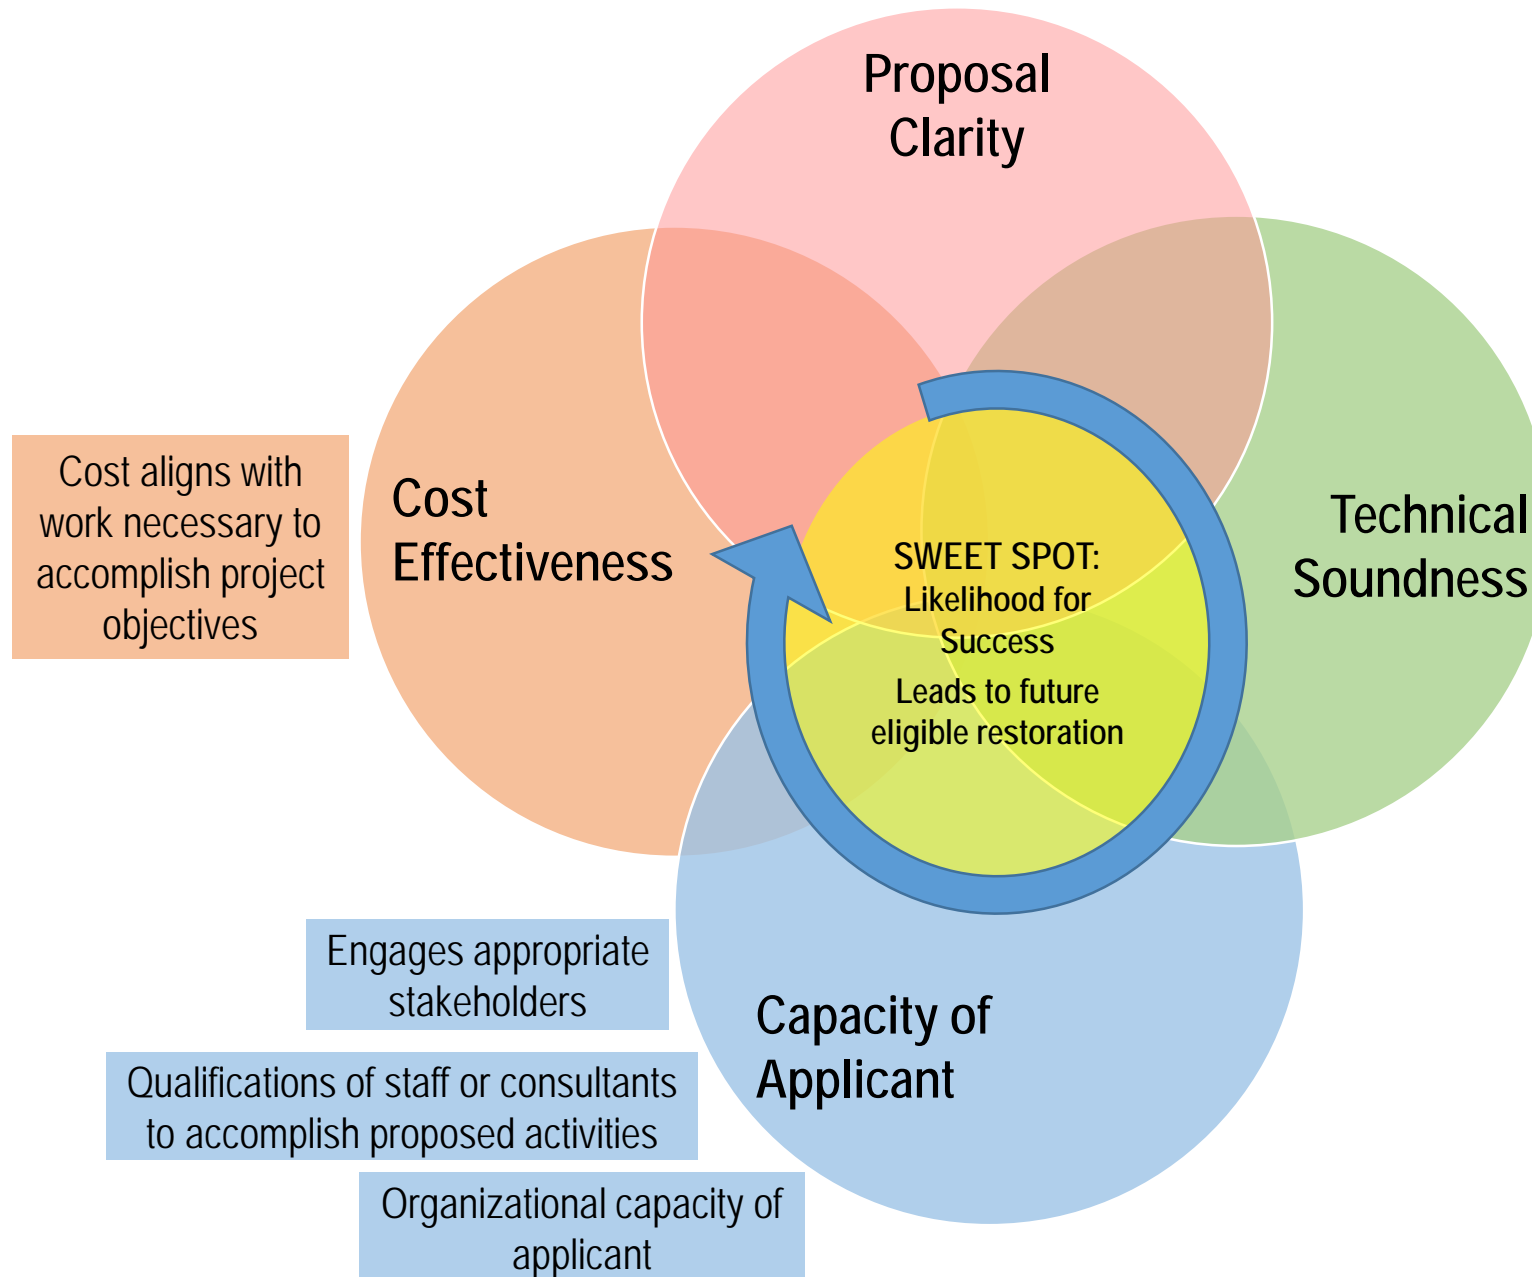 Proposal
Clarity
Cost aligns with
work necessary to
accomplish project
objectives
Cost
Effectiveness
SWEET SPOT:
Likelihood for
Success
Leads to future
eligible restoration
Technical
Soundness
Engages appropriate
stakeholders
Qualifications of staff or consultants
to accomplish proposed activities
Organizational capacity of
applicant
Capacity of
Applicant